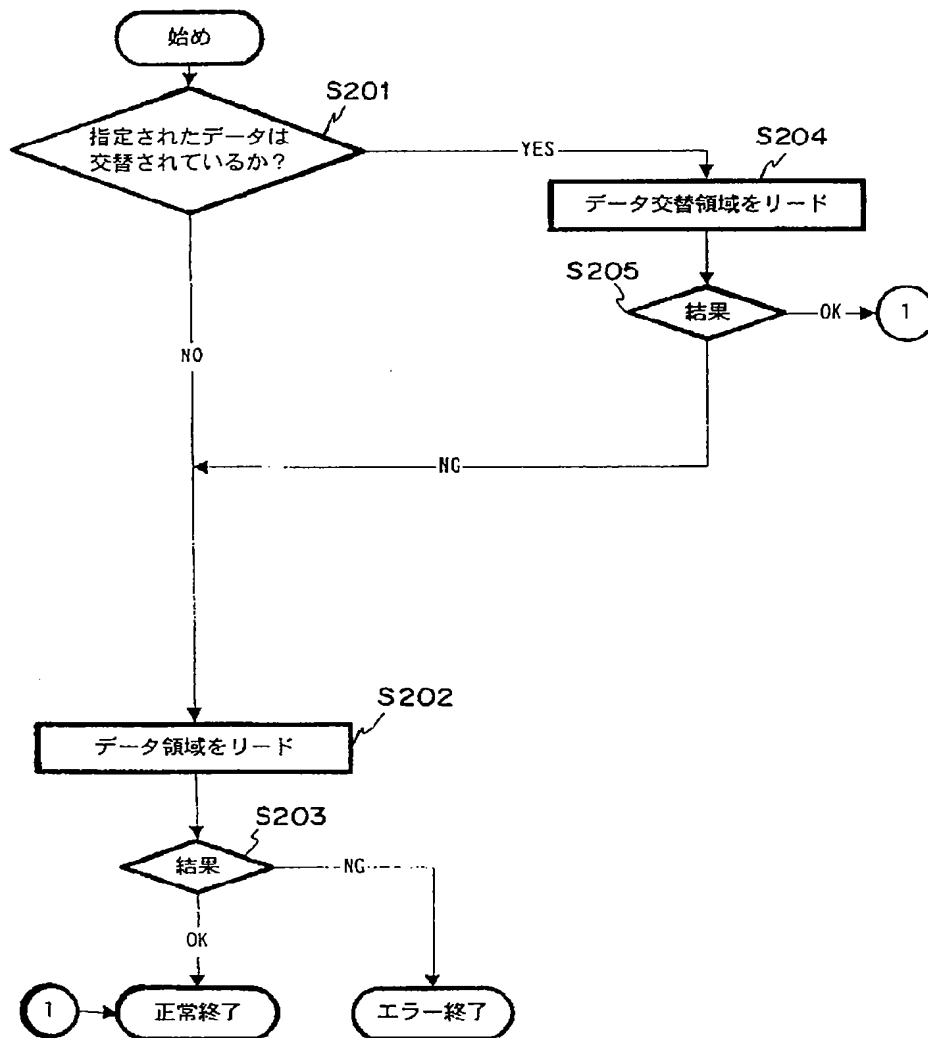 始め
S201
指定されたデータは
交替されているか?
YES
S204
データ交替領域をリード
S205
結果
OK
1
NO
NG
S202
データ領域をリード
S203
結果
NG
OK
1
正常終了
エラー終了